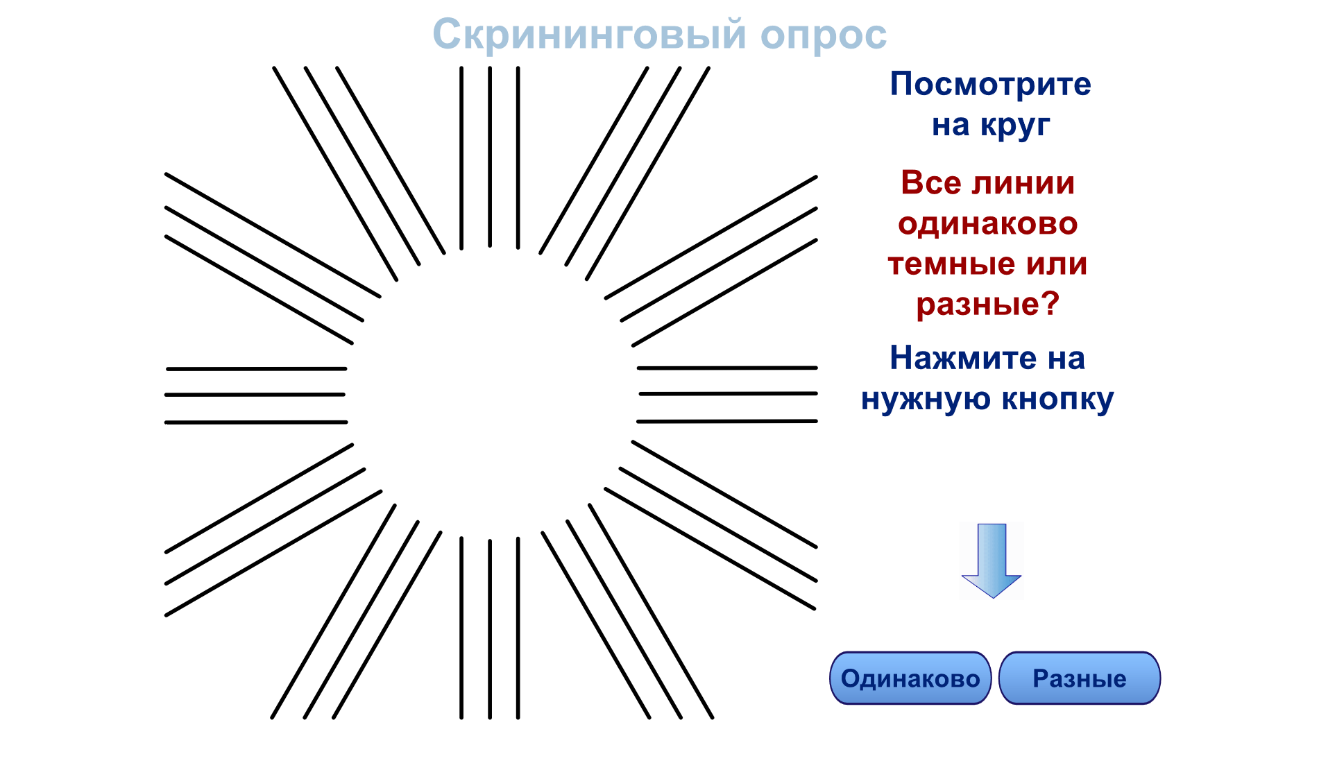 Скрининговый опрос
Посмотрите
на круг
Все линии
одинаково
темные или
разные?
Нажмите на
нужную кнопку
Одинаково
Разные